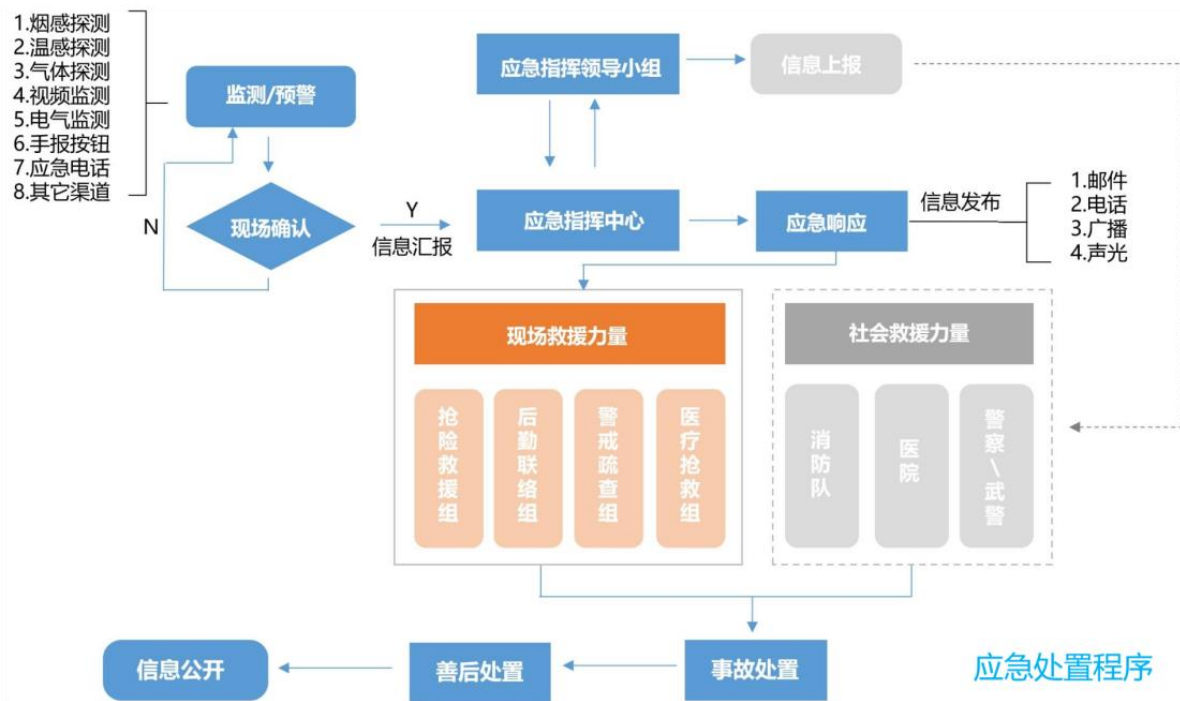 1.烟感探测
2.温感探测
3.气体探测
4.视频监测
5.电气监测
6.手报按钮
7.应急电话
8.其它渠道
监测/预警
现场确认
N
Y
信息汇报
应急指挥领导小组
信息上报
应急指挥中心
应急响应
信息发布
1.邮件
2.电话
3.广播
4.声光
现场救援力量
抢险救援组
后勤联络组
警戒疏查组
医疗抢救组
社会救援力量
消防队
医院
警察\武警
事故处置
善后处置
信息公开
应急处置程序